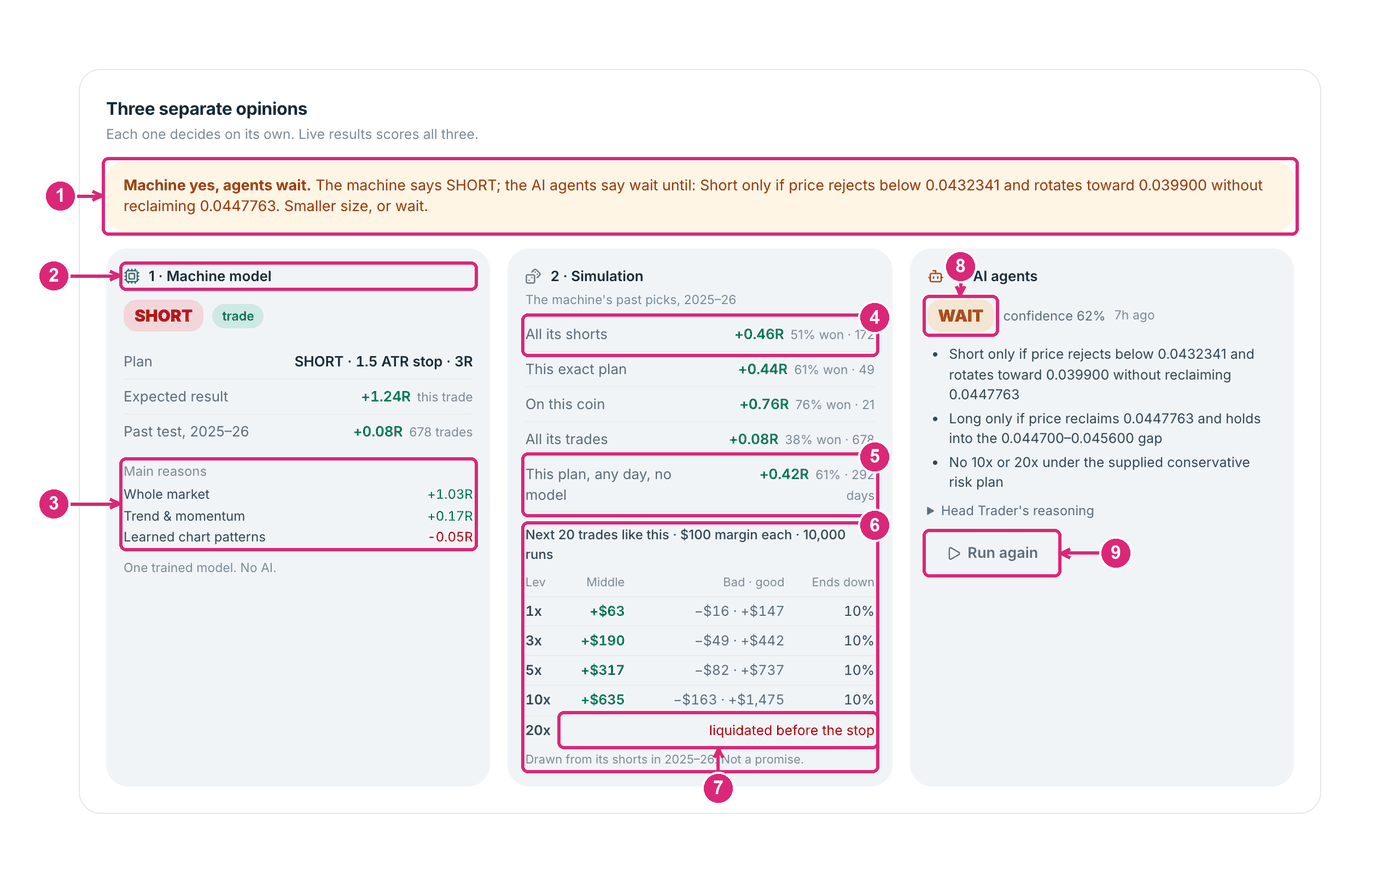 Three separate opinions
Each one decides on its own. Live results scores all three.
1
Machine yes, agents wait. The machine says SHORT; the AI agents say wait until: Short only if price rejects below 0.0432341 and rotates toward 0.039900 without
reclaiming 0.0447763. Smaller size, or wait.
2
1 · Machine model
SHORT trade
Plan SHORT · 1.5 ATR stop · 3R
Expected result +1.24R this trade
Past test, 2025–26 +0.08R 678 trades
3
Main reasons
Whole market +1.03R
Trend & momentum +0.17R
Learned chart patterns -0.05R
One trained model. No AI.
2 · Simulation
The machine's past picks, 2025–26
4
All its shorts +0.46R 51% won · 172
This exact plan +0.44R 61% won · 49
On this coin +0.76R 76% won · 21
All its trades +0.08R 38% won · 678
5
This plan, any day, no +0.42R 61% · 292
model days
6
Next 20 trades like this · $100 margin each · 10,000
runs
Lev Middle Bad · good Ends down
1x +$63 −$16 · +$147 10%
3x +$190 −$49 · +$442 10%
5x +$317 −$82 · +$737 10%
10x +$635 −$163 · +$1,475 10%
20x liquidated before the stop
Drawn from its shorts in 2025–26. Not a promise.
7
8
AI agents
WAIT confidence 62% 7h ago
• Short only if price rejects below 0.0432341 and
rotates toward 0.039900 without reclaiming
0.0447763
• Long only if price reclaims 0.0447763 and holds
into the 0.044700–0.045600 gap
• No 10x or 20x under the supplied conservative
risk plan
▶ Head Trader's reasoning
Run again
9